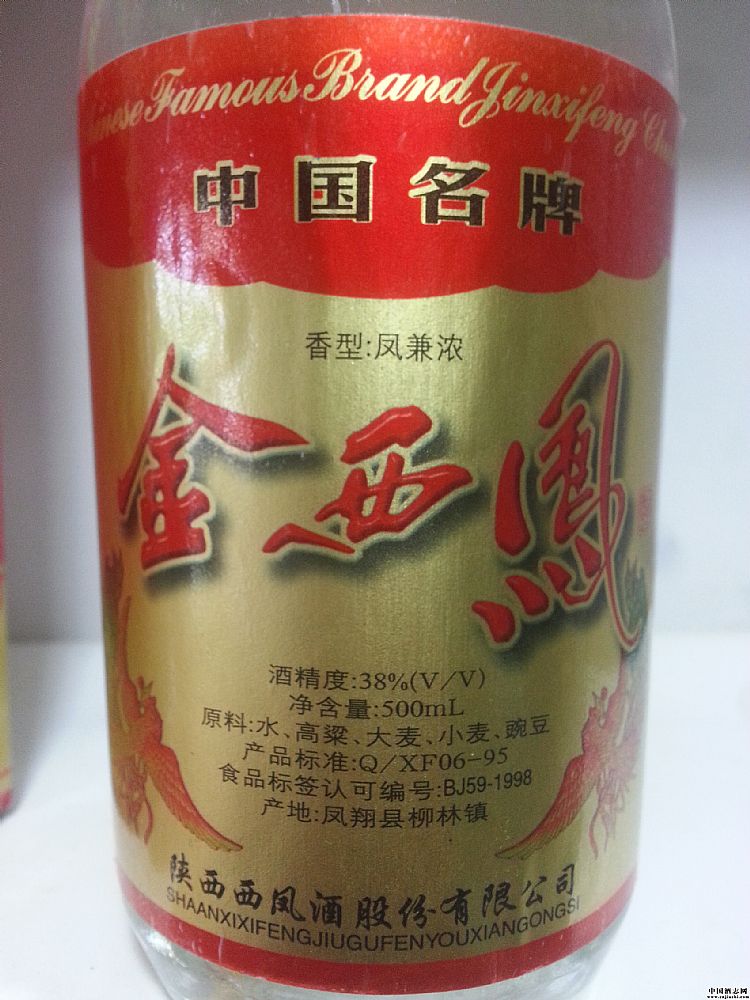 Chinese Famous Brand Jinxifeng
中国名牌
香型:凤兼浓
金西鳳
酒精度:38%(V/V)
净含量:500mL
原料:水、高粱、大麦、小麦、豌豆
产品标准:Q/XF06-95
食品标签认可编号:BJ59-1998
产地:凤翔县柳林镇
陕西西凤酒股份有限公司
SHAANXIXIFENGJIUGUFENYOUXIANGONGSI
中国酒志网